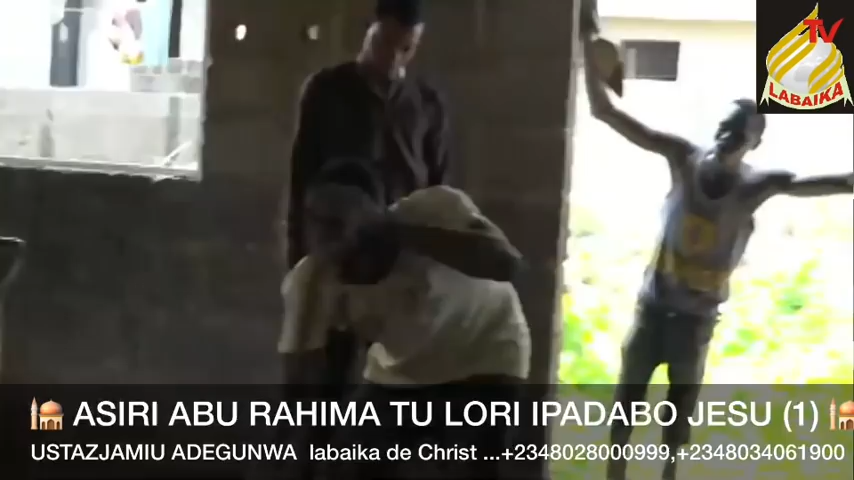 TV
LABAIKA
ASIRI ABU RAHIMA TU LORI IPADABO JESU (1)
USTAZJAMIU ADEGUNWA labaika de Christ ...+2348028000999,+2348034061900